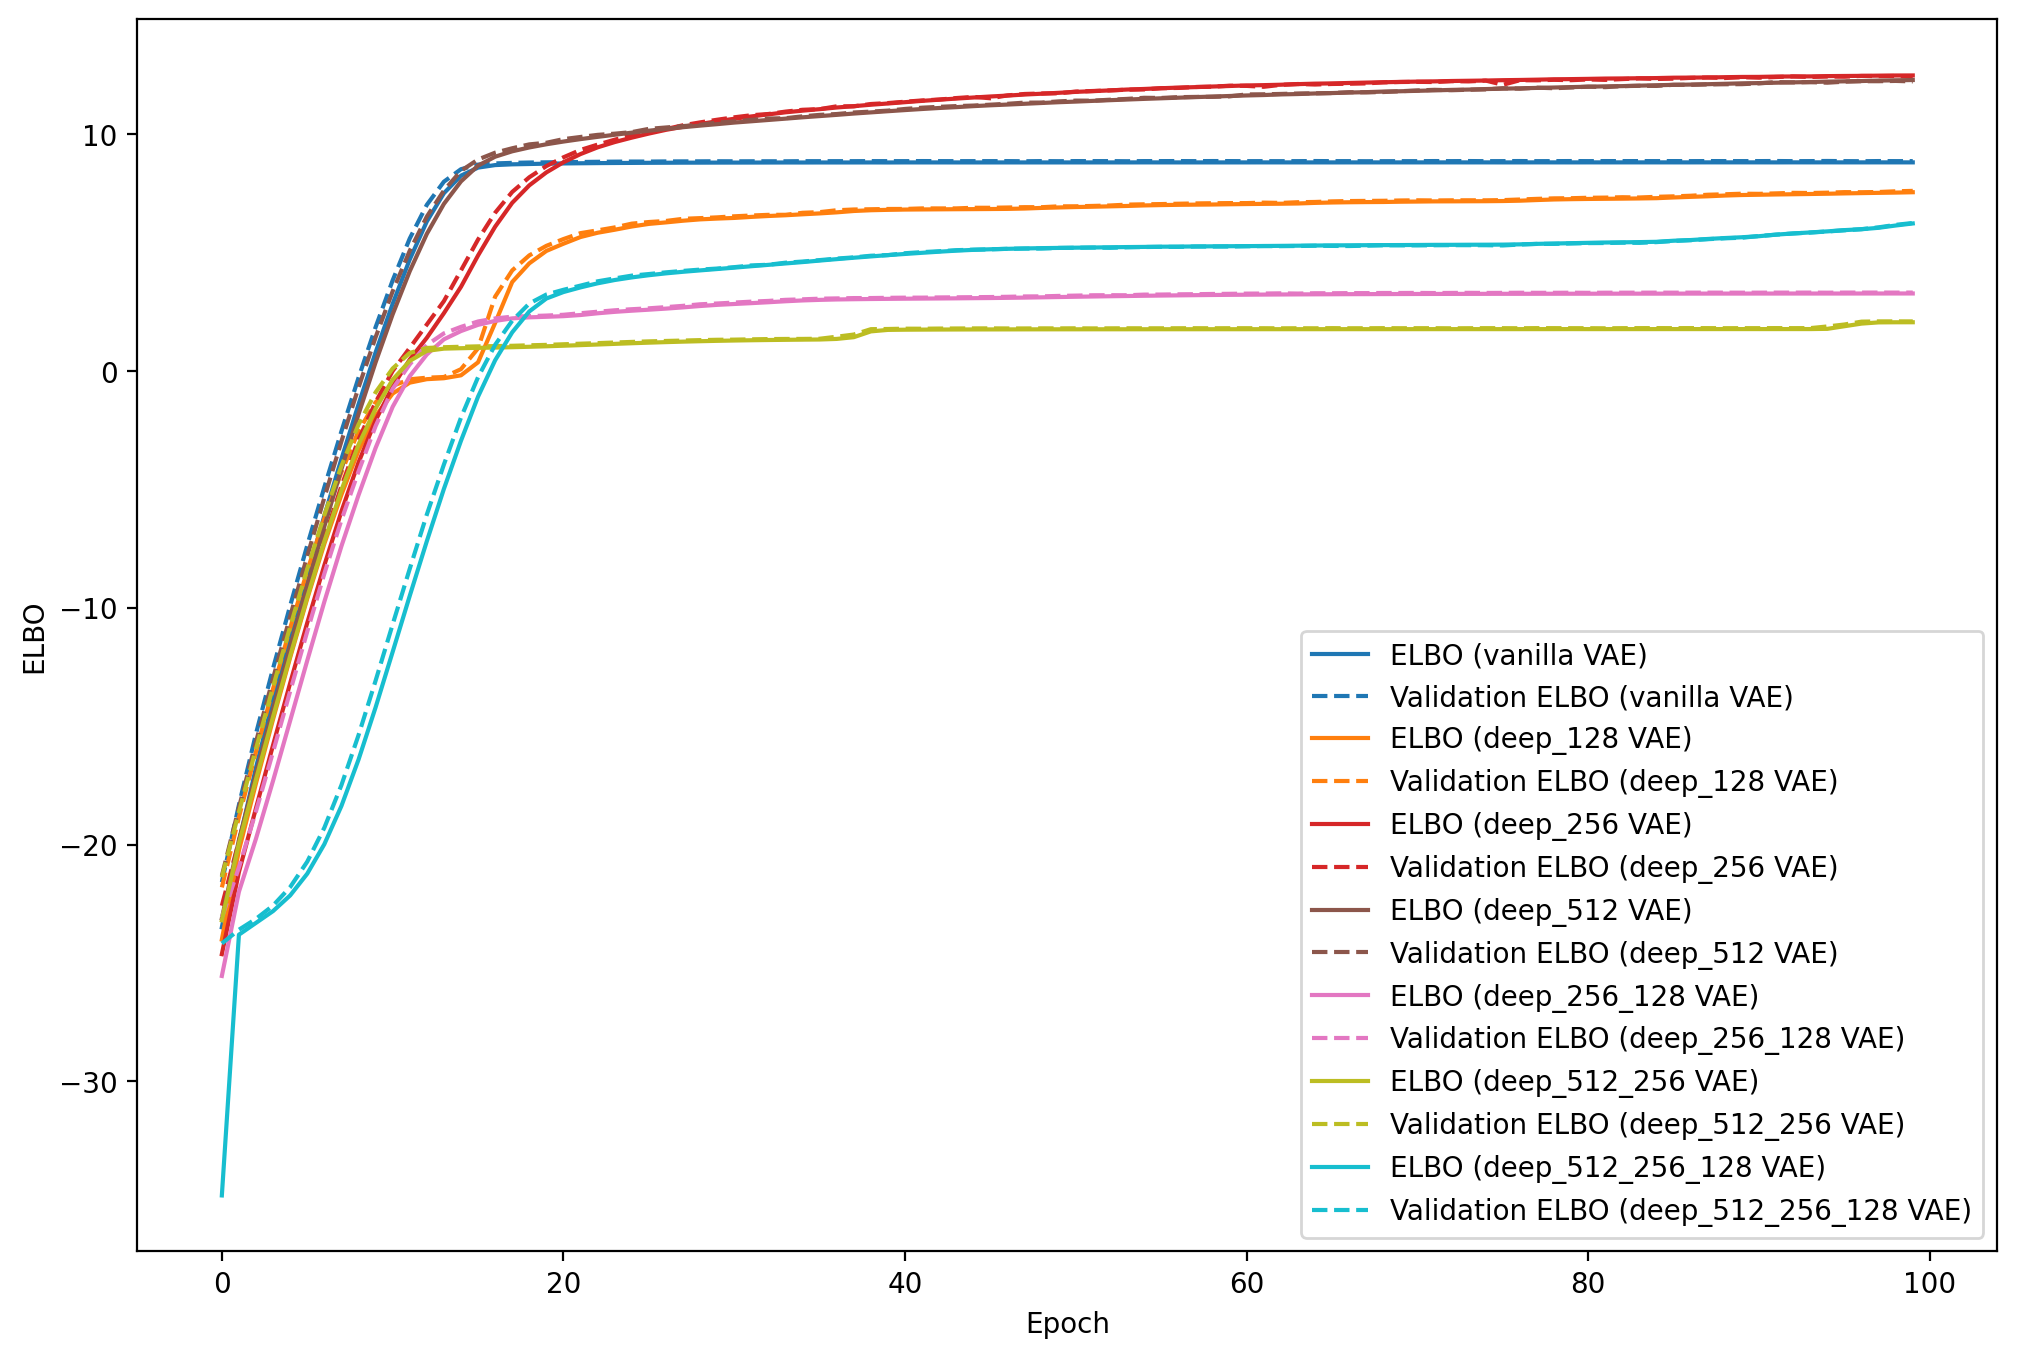 10
0
−10
−20
−30
ELBO
0
20
40
60
80
100
Epoch
ELBO (vanilla VAE)
Validation ELBO (vanilla VAE)
ELBO (deep_128 VAE)
Validation ELBO (deep_128 VAE)
ELBO (deep_256 VAE)
Validation ELBO (deep_256 VAE)
ELBO (deep_512 VAE)
Validation ELBO (deep_512 VAE)
ELBO (deep_256_128 VAE)
Validation ELBO (deep_256_128 VAE)
ELBO (deep_512_256 VAE)
Validation ELBO (deep_512_256 VAE)
ELBO (deep_512_256_128 VAE)
Validation ELBO (deep_512_256_128 VAE)